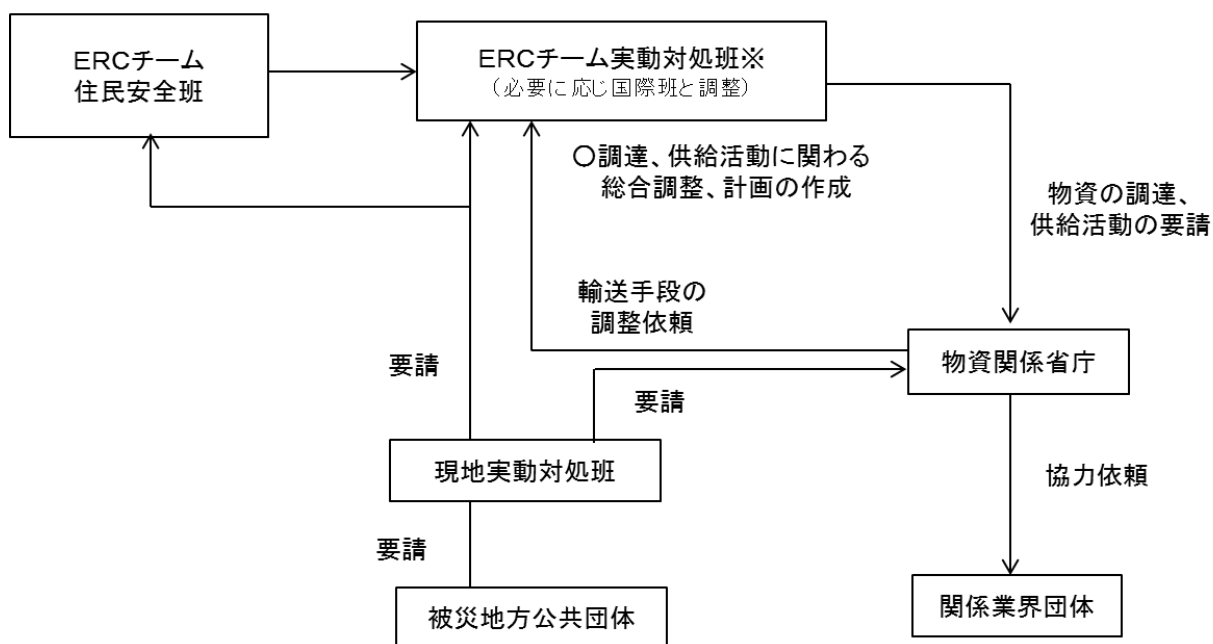 ERCチーム
住民安全班
ERCチーム実動対処班※
（必要に応じ国際班と調整）
〇調達、供給活動に関わる
総合調整、計画の作成
物資の調達、
供給活動の要請
輸送手段の
調整依頼
物資関係省庁
要請
要請
現地実動対処班
協力依頼
要請
関係業界団体
被災地方公共団体